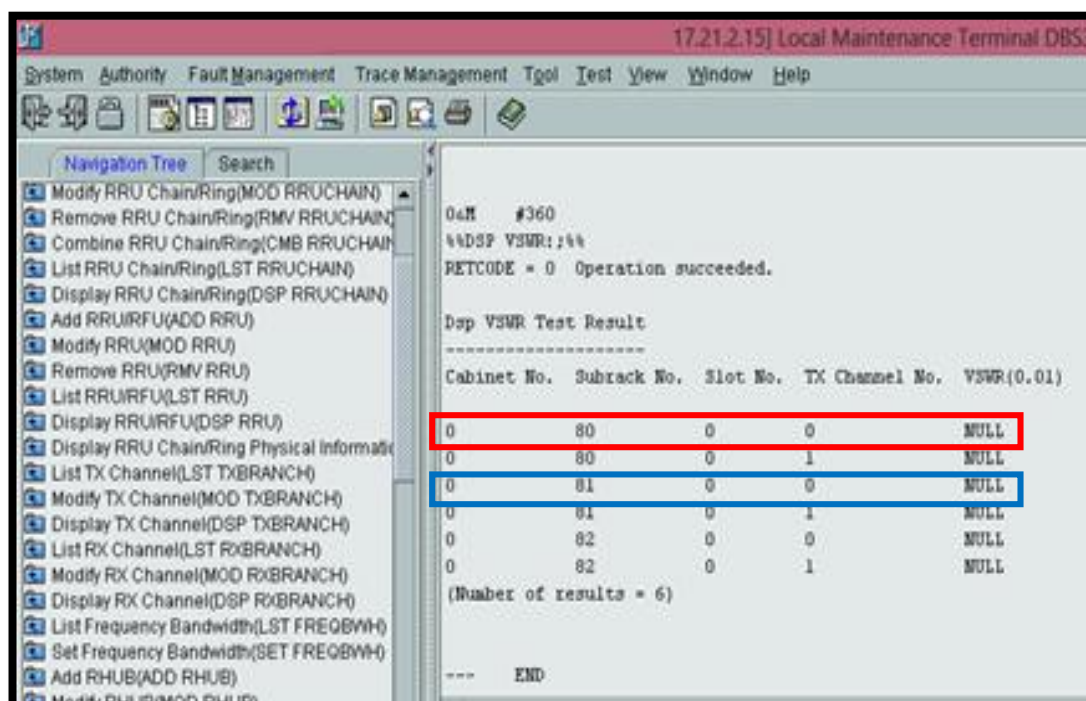 17.21.2.15] Local Maintenance Terminal DBS3
System Authority Fault Management Trace Management Tool Test View Window Help
Navigation Tree Search
Modify RRU Chain/Ring(MOD RRUCHAIN)
Remove RRU Chain/Ring(RMV RRUCHAIN)
Combine RRU Chain/Ring(CMB RRUCHAIN
List RRU Chain/Ring(LST RRUCHAIN)
Display RRU Chain/Ring(DSP RRUCHAIN)
Add RRU/RFU(ADD RRU)
Modify RRU(MOD RRU)
Remove RRU(RMV RRU)
List RRU/RFU(LST RRU)
Display RRU/RFU(DSP RRU)
Display RRU Chain/Ring Physical Informatic
List TX Channel(LST TXBRANCH)
Modify TX Channel(MOD TXBRANCH)
Display TX Channel(DSP TXBRANCH)
List RX Channel(LST RXBRANCH)
Modify RX Channel(MOD RXBRANCH)
Display RX Channel(DSP RXBRANCH)
List Frequency Bandwidth(LST FREQBWH)
Set Frequency Bandwidth(SET FREQBWH)
Add RHUB(ADD RHUB)
Modify RHUB(MOD RHUB)
O&M #360
%%DSP VSWR:;%%
RETCODE = 0 Operation succeeded.
Dsp VSWR Test Result
--------------------
Cabinet No. Subrack No. Slot No. TX Channel No. VSWR(0.01)
0 80 0 0 NULL
0 80 0 1 NULL
0 81 0 0 NULL
0 81 0 1 NULL
0 82 0 0 NULL
0 82 0 1 NULL
(Number of results = 6)
--- END